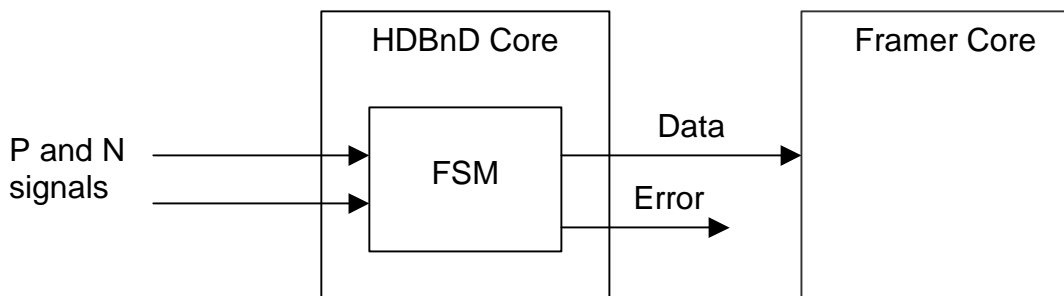 HDBnD Core
Framer Core
P and N
signals
FSM
Data
Error